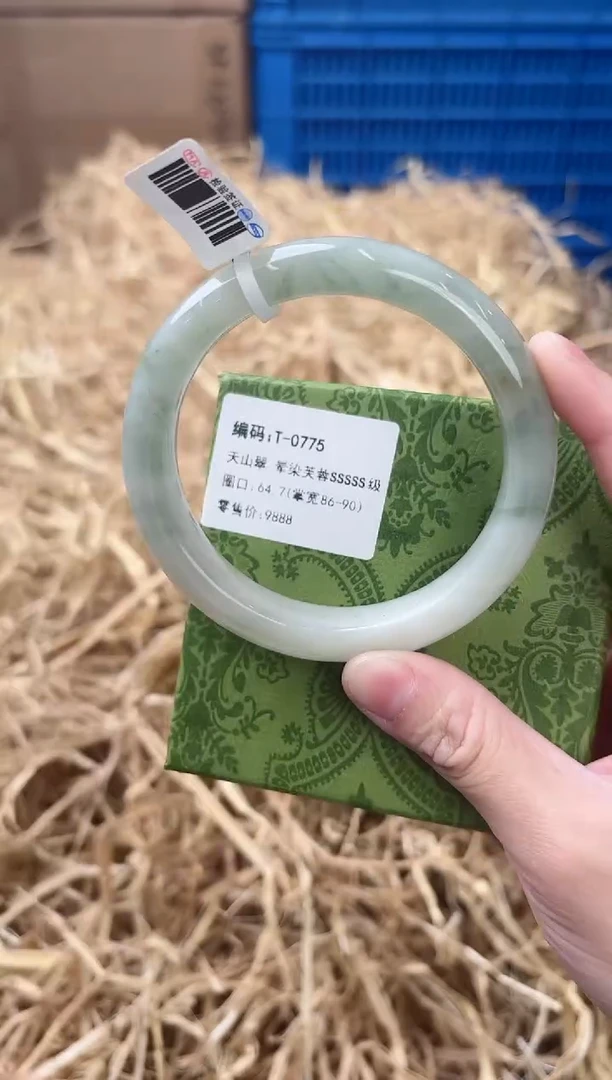 编码:T-0775
天山翠 晕染芙蓉SSSSS级
圈口:64.7(掌宽86-90)
零售价:9888